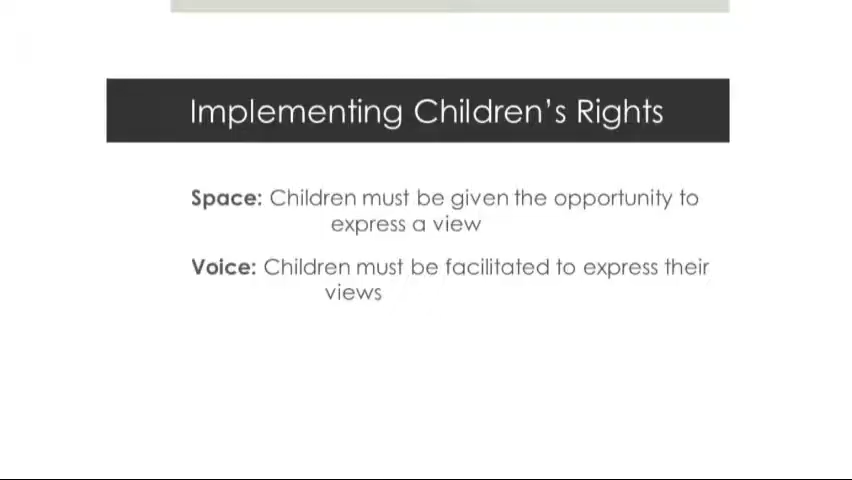 Implementing Children's Rights
Space: Children must be given the opportunity to
express a view
Voice: Children must be facilitated to express their
views